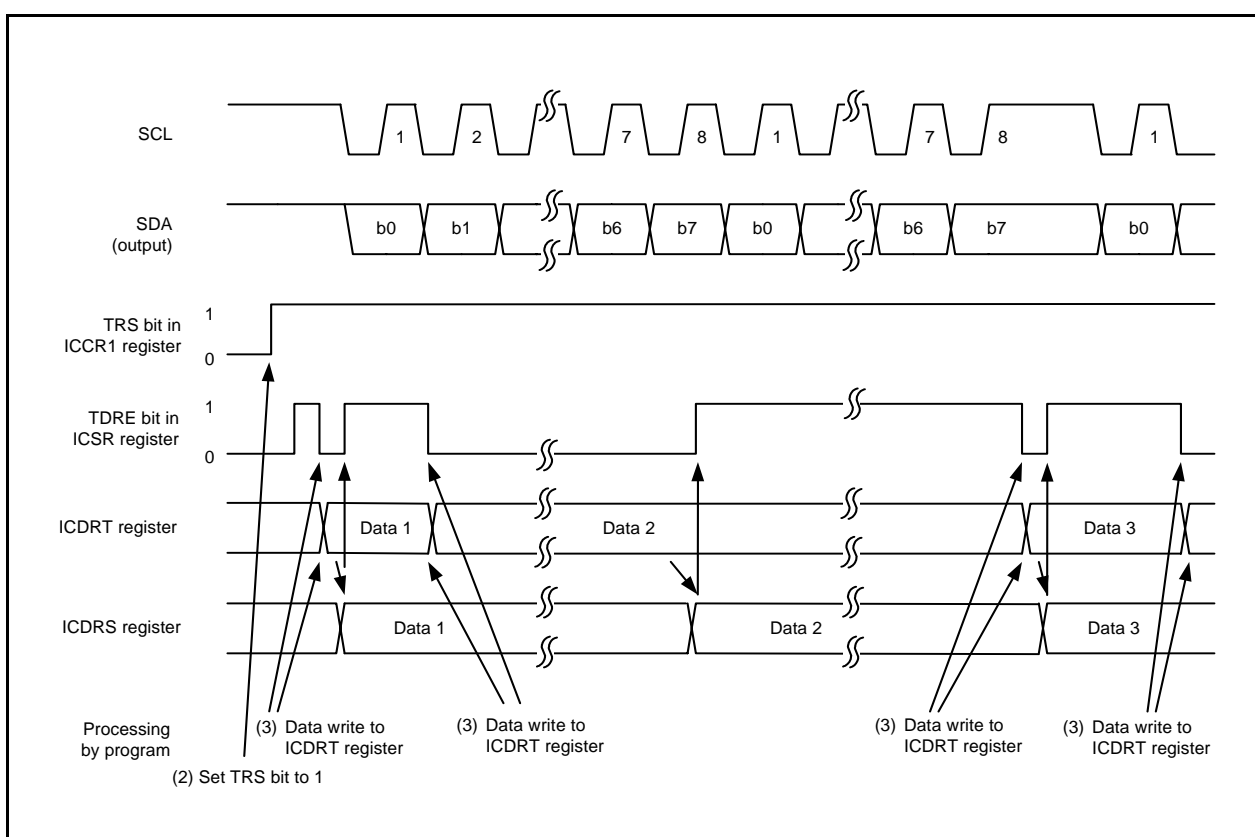 SCL
1 2 7 8 1 7 8 1
SDA
(output)
b0 b1 b6 b7 b0 b6 b7 b0
TRS bit in
ICCR1 register
1
0
TDRE bit in
ICSR register
1
0
ICDRT register
Data 1 Data 2 Data 3
ICDRS register
Data 1 Data 2 Data 3
Processing
by program
(3) Data write to
ICDRT register
(3) Data write to
ICDRT register
(3) Data write to
ICDRT register
(3) Data write to
ICDRT register
(2) Set TRS bit to 1